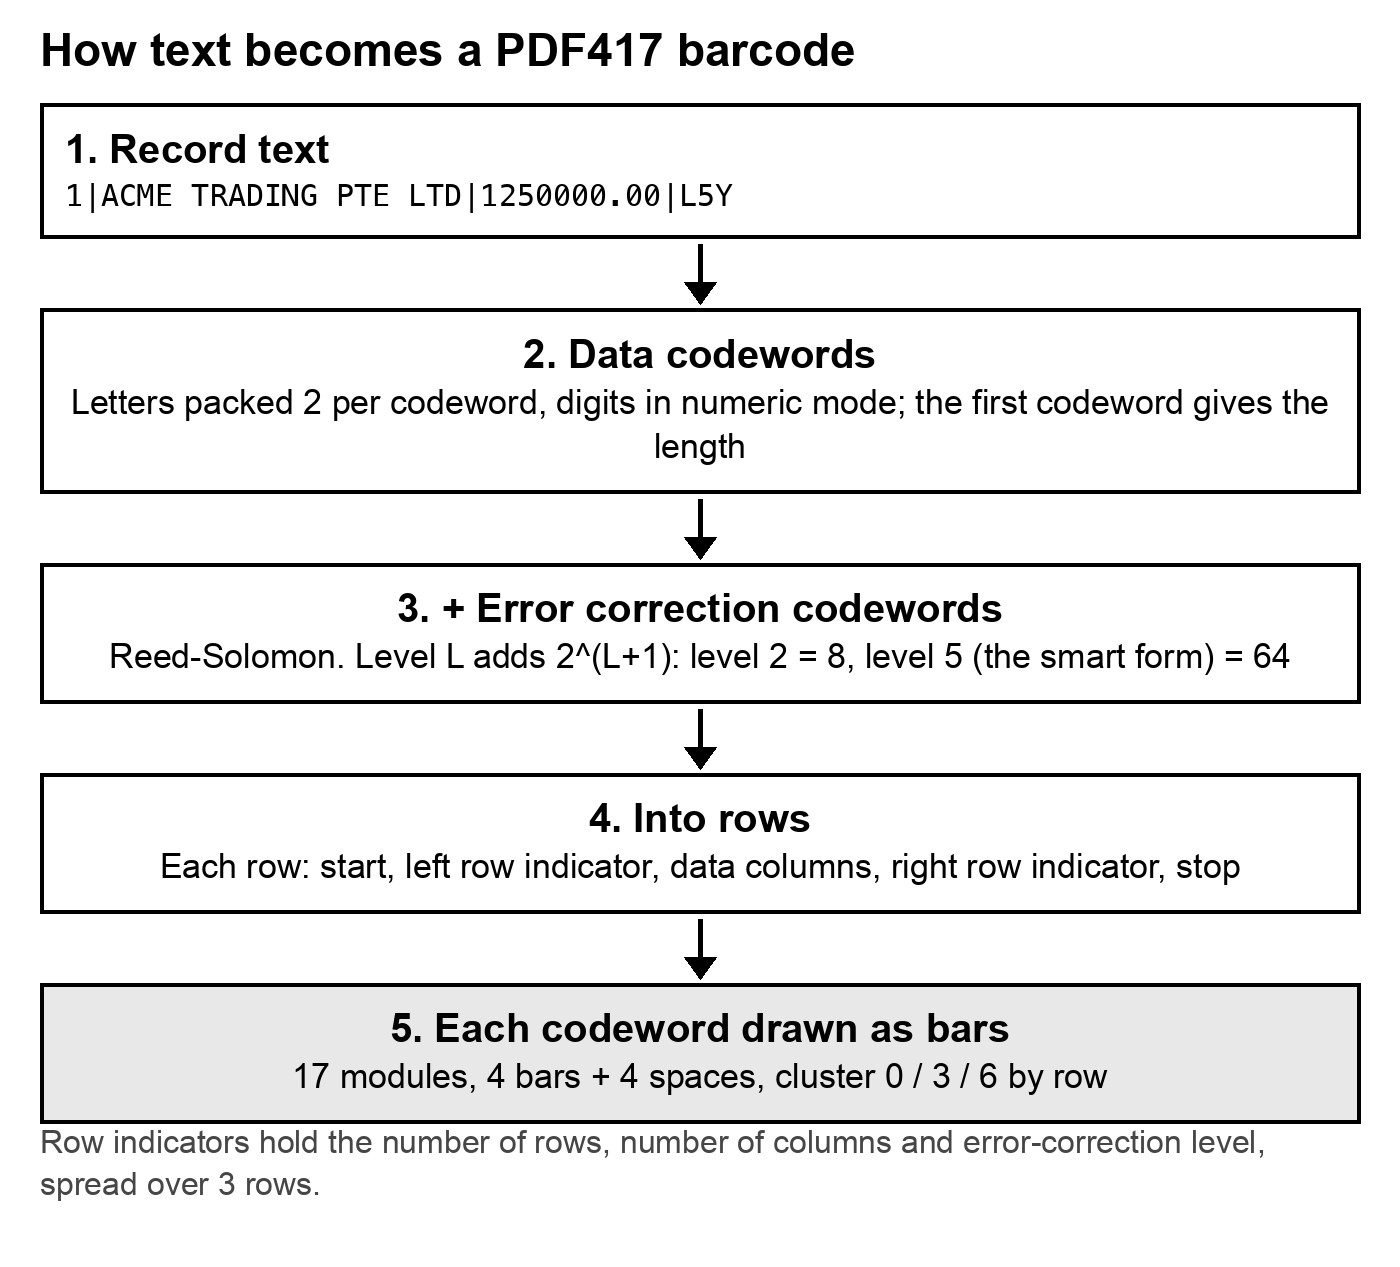 How text becomes a PDF417 barcode
1. Record text
1|ACME TRADING PTE LTD|1250000.00|L5Y
2. Data codewords
Letters packed 2 per codeword, digits in numeric mode; the first codeword gives the
length
3. + Error correction codewords
Reed-Solomon. Level L adds 2^(L+1): level 2 = 8, level 5 (the smart form) = 64
4. Into rows
Each row: start, left row indicator, data columns, right row indicator, stop
5. Each codeword drawn as bars
17 modules, 4 bars + 4 spaces, cluster 0 / 3 / 6 by row
Row indicators hold the number of rows, number of columns and error-correction level,
spread over 3 rows.